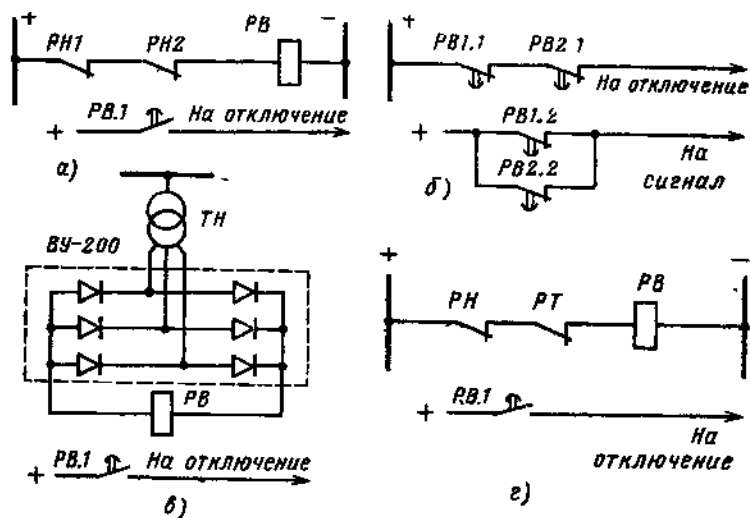 + РН1 РН2 РВ -
+ РВ.1 На отключение
а)
+ РВ1.1 РВ2.1
На отключение
РВ1.2
+
РВ2.2
На сигнал
б)
-
ТН
ВУ-200
РВ
+ РВ.1 На отключение
в)
+ РН РТ РВ -
+ РВ.1
На отключение
г)